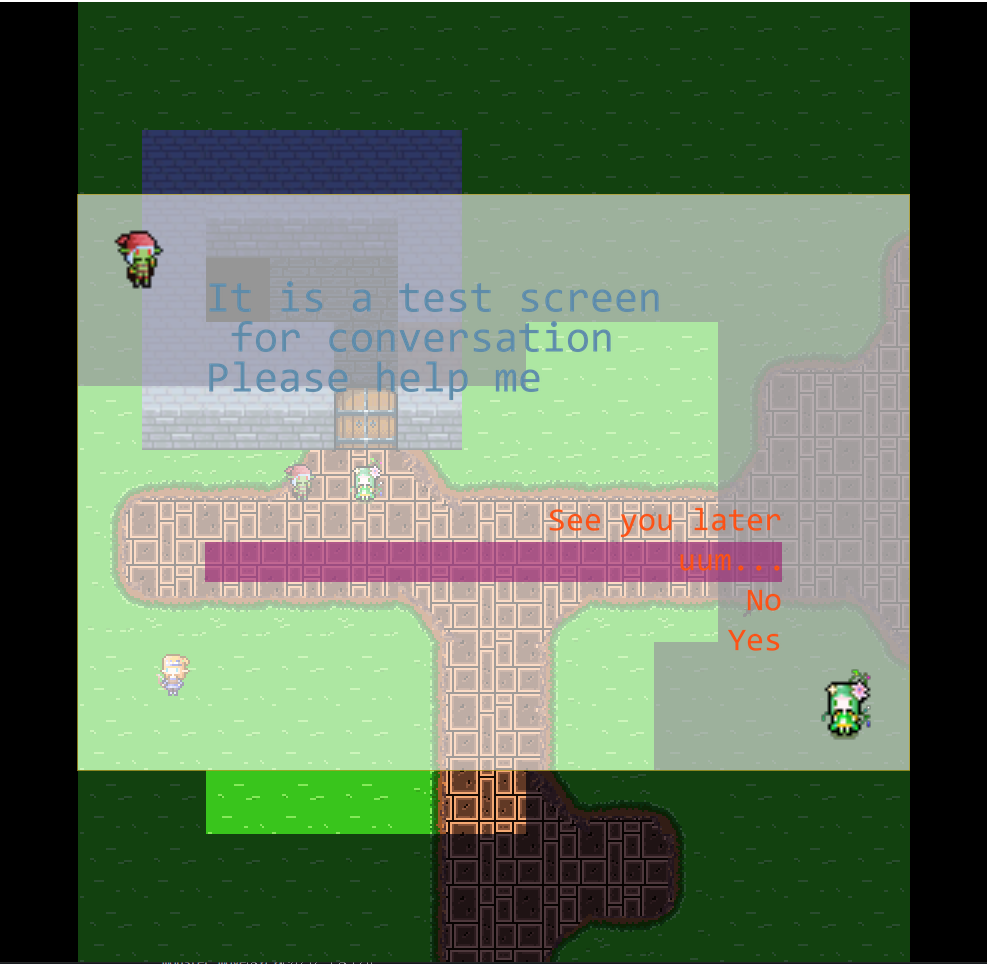 It is a test screen
for conversation
Please help me
See you later
uum...
No
Yes